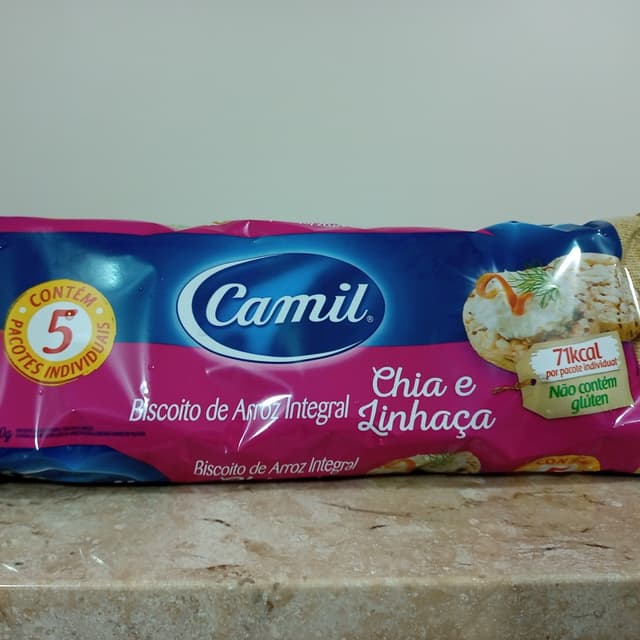 CONTÉM
5
PACOTES INDIVIDUAIS
Camil®
Biscoito de Arroz Integral
Chia e
Linhaça
71kcal
por pacote individual
Não contém
glúten
Biscoito de Arroz Integral